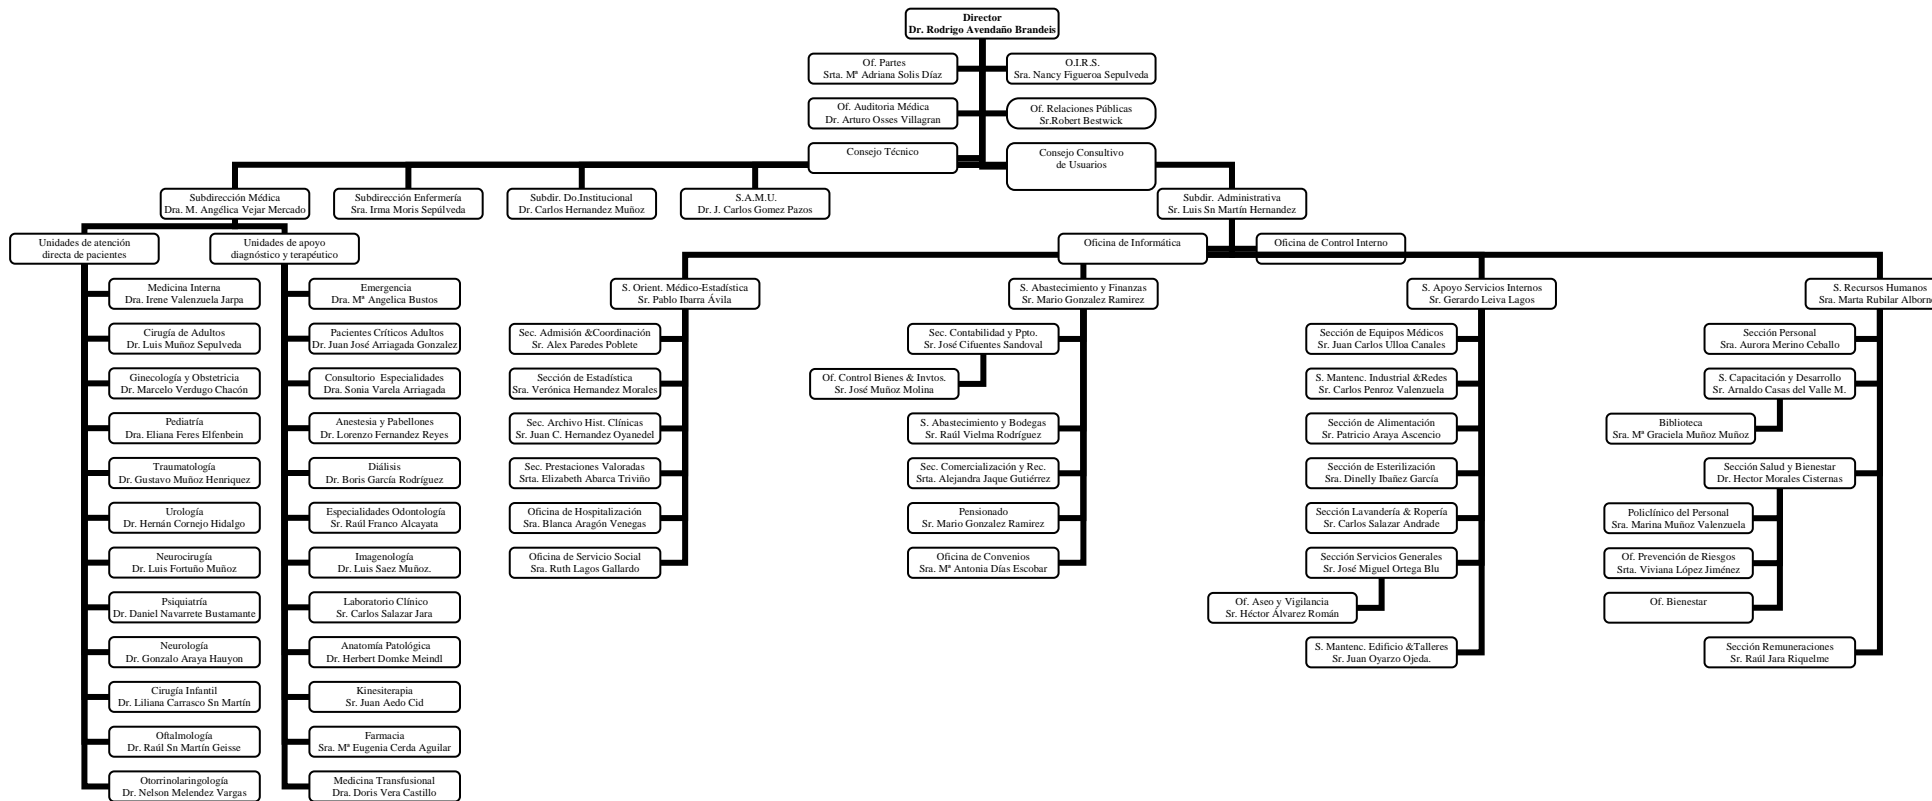 Director
Dr. Rodrigo Avendaño Brandeis
Of. Partes
Srta. Mª Adriana Solis Díaz
O.I.R.S.
Sra. Nancy Figueroa Sepulveda
Of. Auditoria Médica
Dr. Arturo Osses Villagran
Of. Relaciones Públicas
Sr.Robert Bestwick
Consejo Técnico
Consejo Consultivo
de Usuarios
Subdirección Médica
Dra. M. Angélica Vejar Mercado
Subdirección Enfermería
Sra. Irma Moris Sepúlveda
Subdir. Do.Institucional
Dr. Carlos Hernandez Muñoz
S.A.M.U.
Dr. J. Carlos Gomez Pazos
Subdir. Administrativa
Sr. Luis Sn Martín Hernandez
Unidades de atención
directa de pacientes
Unidades de apoyo
diagnóstico y terapéutico
Oficina de Informática
Oficina de Control Interno
Medicina Interna
Dra. Irene Valenzuela Jarpa
Cirugía de Adultos
Dr. Luis Muñoz Sepulveda
Ginecología y Obstetricia
Dr. Marcelo Verdugo Chacón
Pediatría
Dra. Eliana Feres Elfenbein
Traumatología
Dr. Gustavo Muñoz Henriquez
Urología
Dr. Hernán Cornejo Hidalgo
Neurocirugía
Dr. Luis Fortuño Muñoz
Psiquiatría
Dr. Daniel Navarrete Bustamante
Neurología
Dr. Gonzalo Araya Hauyon
Cirugía Infantil
Dr. Liliana Carrasco Sn Martín
Oftalmología
Dr. Raúl Sn Martín Geisse
Otorrinolaringología
Dr. Nelson Melendez Vargas
Emergencia
Dra. Mª Angelica Bustos
Pacientes Críticos Adultos
Dr. Juan José Arriagada Gonzalez
Consultorio  Especialidades
Dra. Sonia Varela Arriagada
Anestesia y Pabellones
Dr. Lorenzo Fernandez Reyes
Diálisis
Dr. Boris García Rodríguez
Especialidades Odontología
Sr. Raúl Franco Alcayata
Imagenología
Dr. Luis Saez Muñoz.
Laboratorio Clínico
Sr. Carlos Salazar Jara
Anatomía Patológica
Dr. Herbert Domke Meindl
Kinesiterapia
Sr. Juan Aedo Cid
Farmacia
Sra. Mª Eugenia Cerda Aguilar
Medicina Transfusional
Dra. Doris Vera Castillo
S. Orient. Médico-Estadística
Sr. Pablo Ibarra Ávila
Sec. Admisión &Coordinación
Sr. Alex Paredes Poblete
Sección de Estadística
Sra. Verónica Hernandez Morales
Sec. Archivo Hist. Clínicas
Sr. Juan C. Hernandez Oyanedel
Sec. Prestaciones Valoradas
Srta. Elizabeth Abarca Triviño
Oficina de Hospitalización
Sra. Blanca Aragón Venegas
Oficina de Servicio Social
Sra. Ruth Lagos Gallardo
S. Abastecimiento y Finanzas
Sr. Mario Gonzalez Ramirez
Sec. Contabilidad y Ppto.
Sr. José Cifuentes Sandoval
Of. Control Bienes & Invtos.
Sr. José Muñoz Molina
S. Abastecimiento y Bodegas
Sr. Raúl Vielma Rodríguez
Sec. Comercialización y Rec.
Srta. Alejandra Jaque Gutiérrez
Pensionado
Sr. Mario Gonzalez Ramirez
Oficina de Convenios
Sra. Mª Antonia Días Escobar
S. Apoyo Servicios Internos
Sr. Gerardo Leiva Lagos
Sección de Equipos Médicos
Sr. Juan Carlos Ulloa Canales
S. Mantenc. Industrial &Redes
Sr. Carlos Penroz Valenzuela
Sección de Alimentación
Sr. Patricio Araya Ascencio
Sección de Esterilización
Sra. Dinelly Ibañez García
Sección Lavandería & Ropería
Sr. Carlos Salazar Andrade
Sección Servicios Generales
Sr. José Miguel Ortega Blu
Of. Aseo y Vigilancia
Sr. Héctor Álvarez Román
S. Mantenc. Edificio &Talleres
Sr. Juan Oyarzo Ojeda.
S. Recursos Humanos
Sra. Marta Rubilar
Sección Personal
Sra. Aurora Merino Ceballo
S. Capacitación y Desarrollo
Sr. Arnaldo Casas del Valle M.
Biblioteca
Sra. Mª Graciela Muñoz Muñoz
Sección Salud y Bienestar
Dr. Hector Morales Cisternas
Policlínico del Personal
Sra. Marina Muñoz Valenzuela
Of. Prevención de Riesgos
Srta. Viviana López Jiménez
Of. Bienestar
Sección Remuneraciones
Sr. Raúl Jara Riquelme